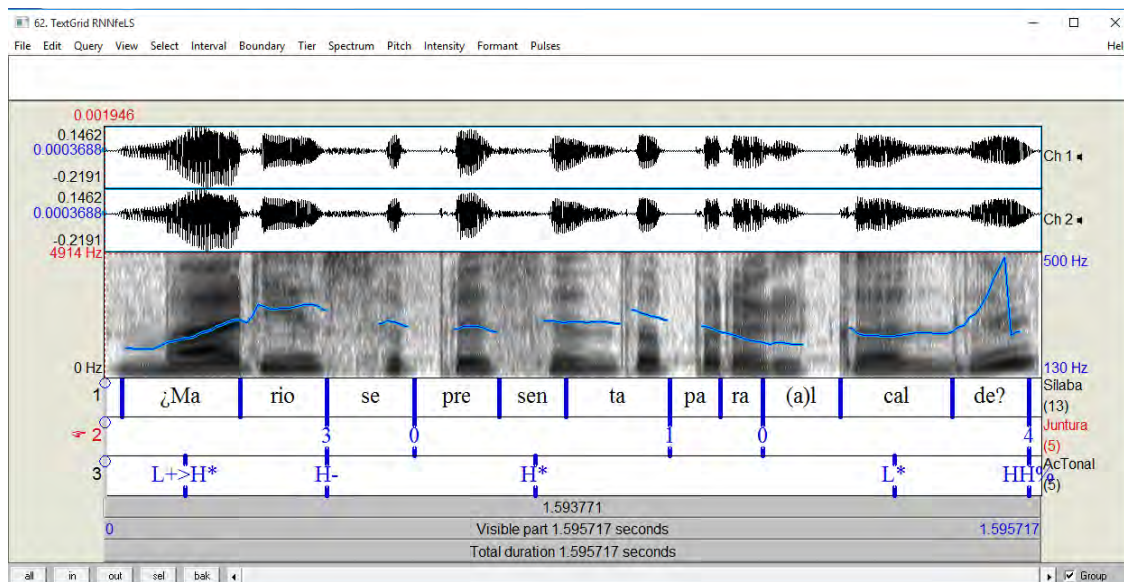 62. TextGrid RNNfeLS
File Edit Query View Select Interval Boundary Tier Spectrum Pitch Intensity Formant Pulses Hel
0.001946
0.1462
0.0003688
-0.2191
Ch 1
0.1462
0.0003688
-0.2191
Ch 2
4914 Hz
500 Hz
0 Hz
130 Hz
1 ¿Ma rio se pre sen ta pa ra (a)l cal de? Sílaba
(13)
2 3 0 1 0 4 Juntura
(5)
3 L+>H* H- H* L* HH% AcTonal
(5)
1.593771
0 Visible part 1.595717 seconds 1.595717
Total duration 1.595717 seconds
all in out sel bak Group